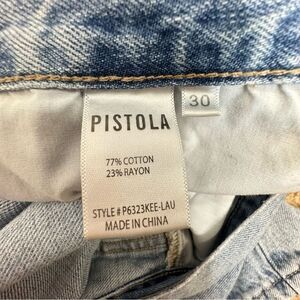 PISTOLA
30
77% COTTON
23% RAYON
STYLE # P6323KEE-LAU
MADE IN CHINA